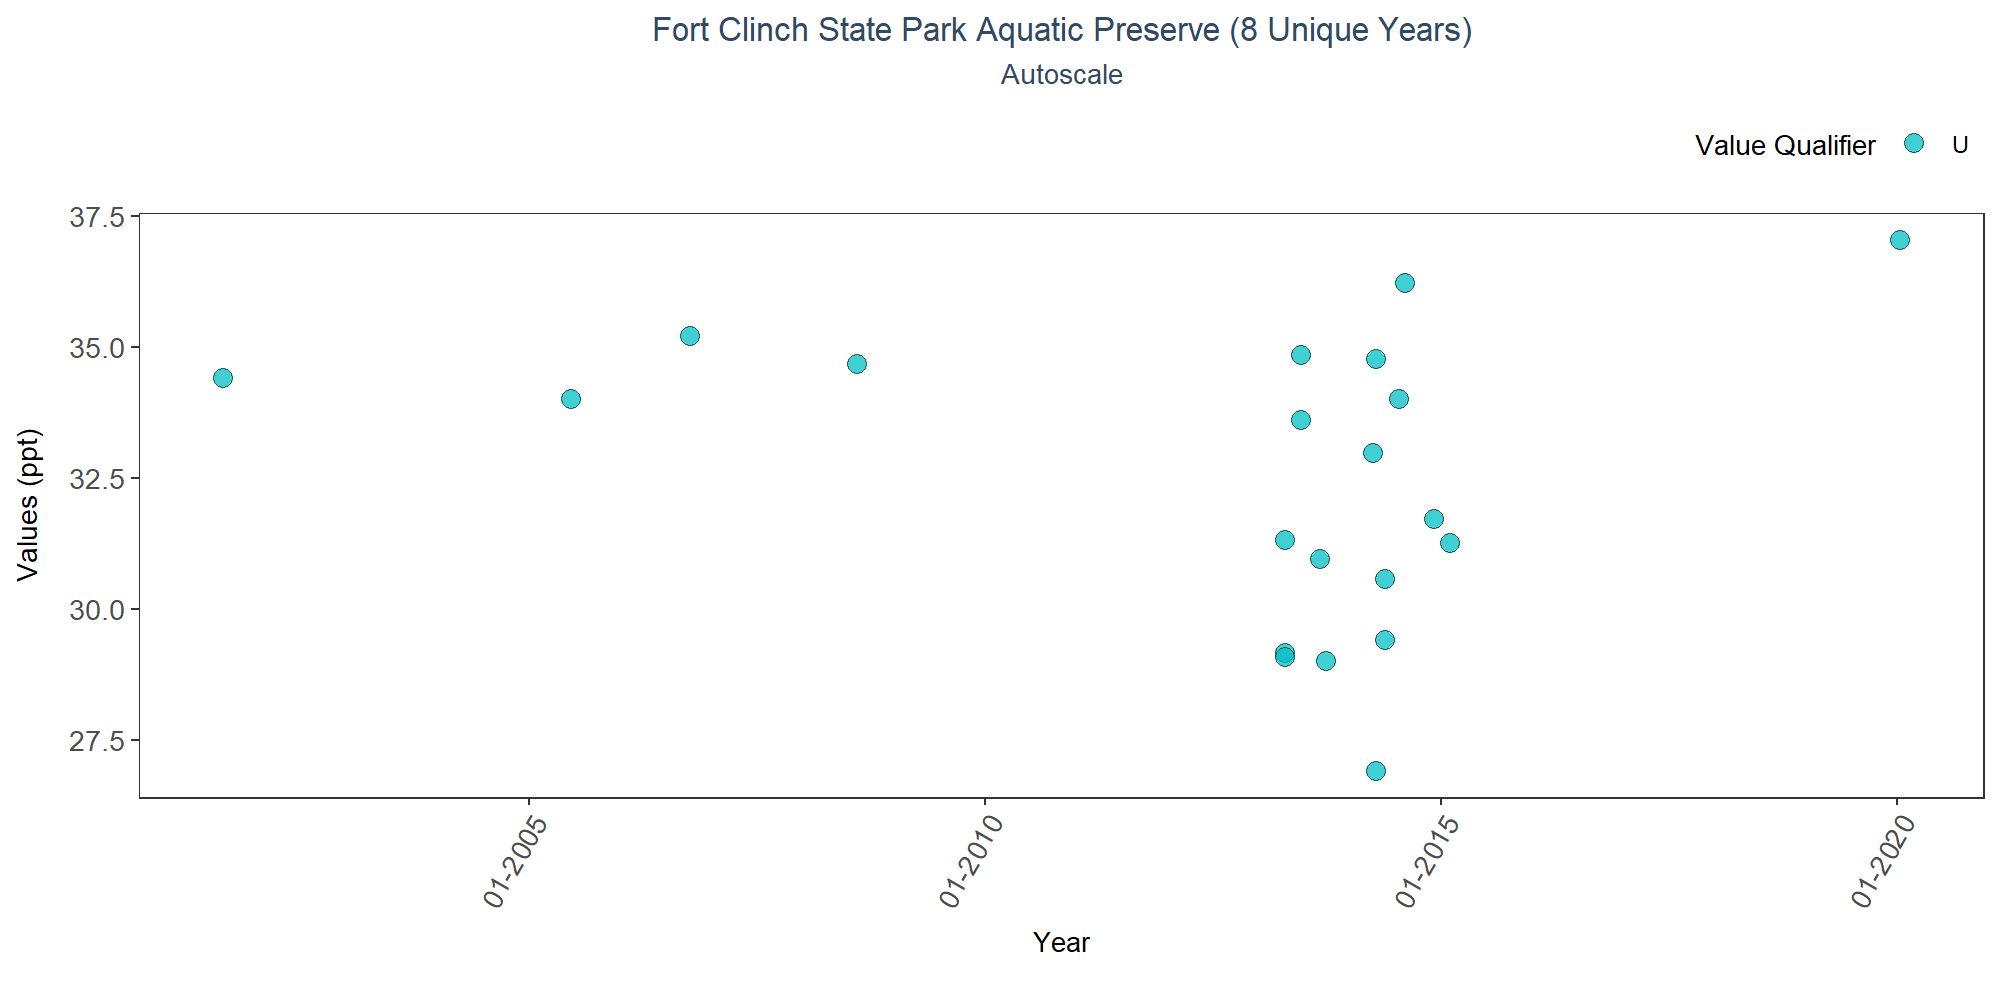 Fort Clinch State Park Aquatic Preserve (8 Unique Years)
Autoscale
Value Qualifier U
37.5
35.0
32.5
30.0
27.5
Values (ppt)
01-2005
01-2010
01-2015
01-2020
Year